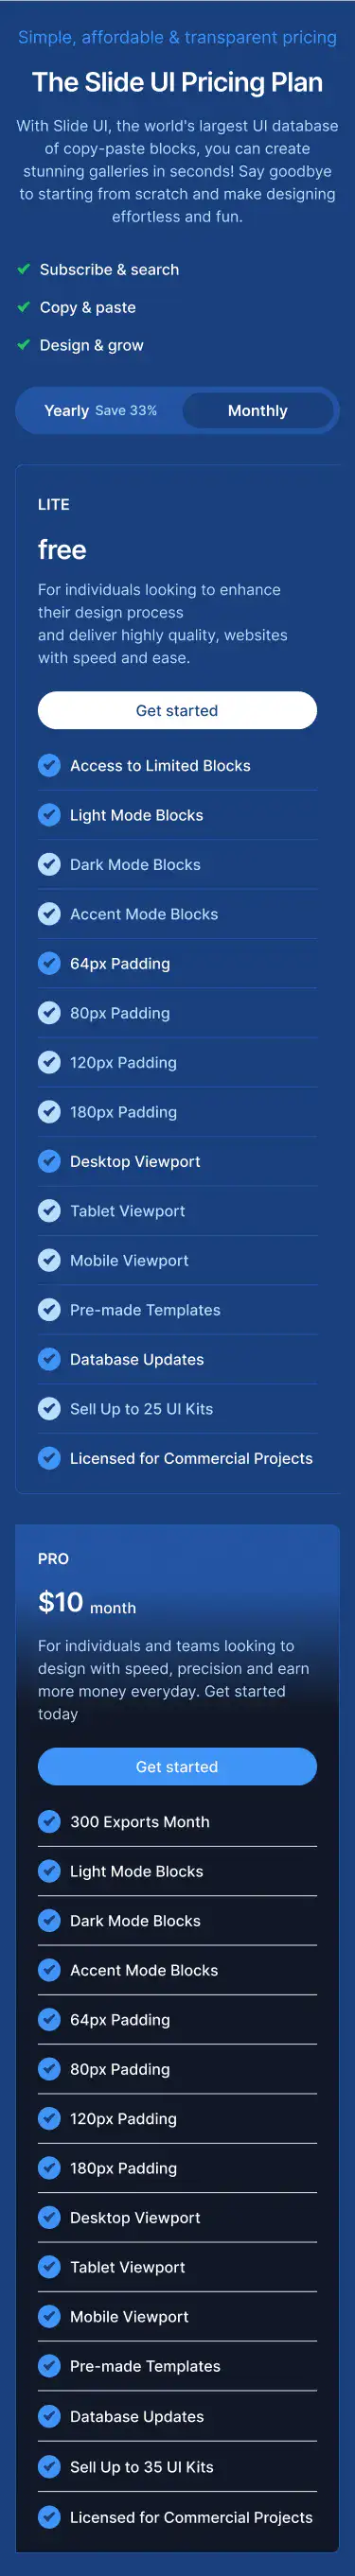 Simple, affordable & transparent pricing
The Slide UI Pricing Plan
With Slide UI, the world's largest UI database
of copy-paste blocks, you can create
stunning galleries in seconds! Say goodbye
to starting from scratch and make designing
effortless and fun.
Subscribe & search
Copy & paste
Design & grow
Yearly Save 33% Monthly
LITE
free
For individuals looking to enhance
their design process
and deliver highly quality, websites
with speed and ease.
Get started
Access to Limited Blocks
Light Mode Blocks
Dark Mode Blocks
Accent Mode Blocks
64px Padding
80px Padding
120px Padding
180px Padding
Desktop Viewport
Tablet Viewport
Mobile Viewport
Pre-made Templates
Database Updates
Sell Up to 25 UI Kits
Licensed for Commercial Projects
PRO
$10 month
For individuals and teams looking to
design with speed, precision and earn
more money everyday. Get started
today
Get started
300 Exports Month
Light Mode Blocks
Dark Mode Blocks
Accent Mode Blocks
64px Padding
80px Padding
120px Padding
180px Padding
Desktop Viewport
Tablet Viewport
Mobile Viewport
Pre-made Templates
Database Updates
Sell Up to 35 UI Kits
Licensed for Commercial Projects